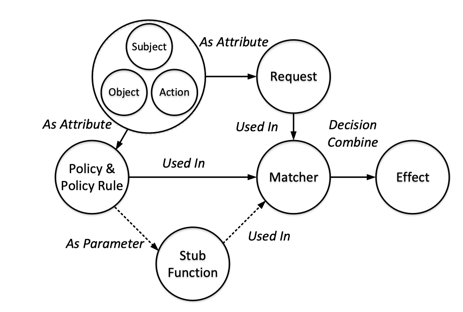 Subject
As Attribute
Object
Action
Request
As Attribute
Used In
Decision
Combine
Policy &
Policy Rule
Used In
Matcher
Effect
As Parameter
Used In
Stub
Function